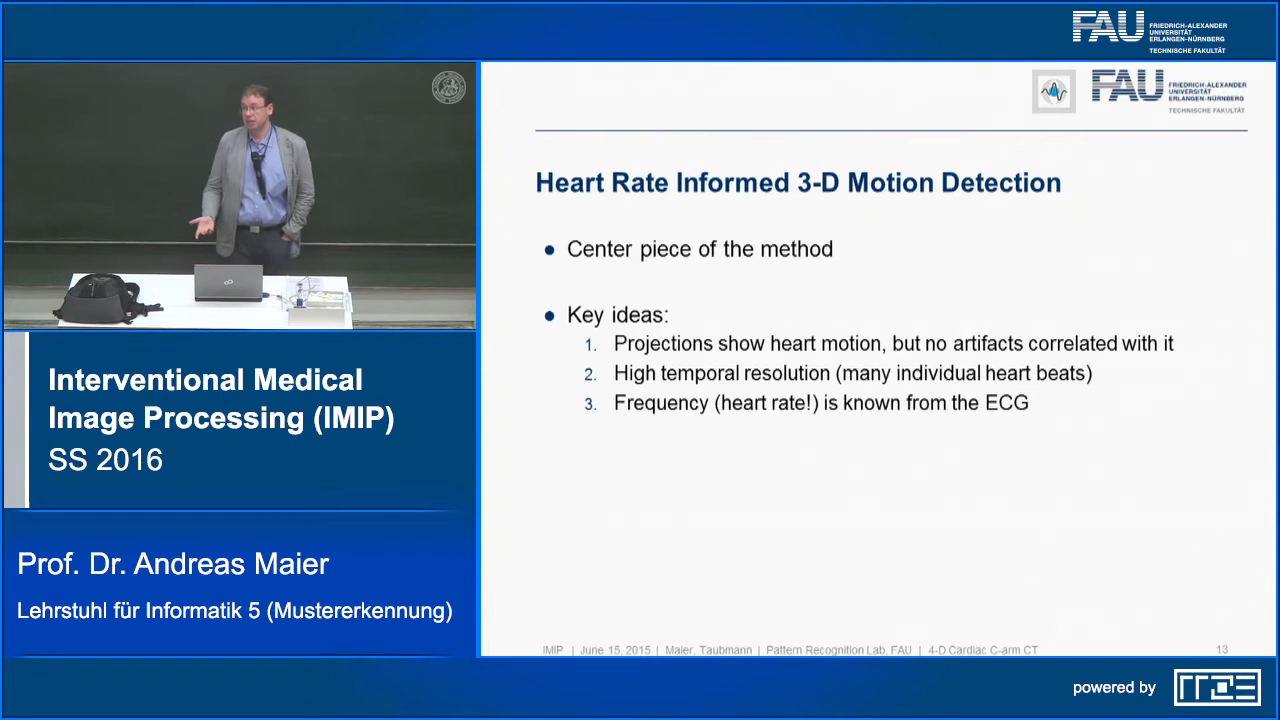 FAU FRIEDRICH-ALEXANDER
UNIVERSITÄT
ERLANGEN-NÜRNBERG
TECHNISCHE FAKULTÄT
FAU FRIEDRICH-ALEXANDER
UNIVERSITÄT
ERLANGEN-NÜRNBERG
TECHNISCHE FAKULTÄT
Heart Rate Informed 3-D Motion Detection
● Center piece of the method
● Key ideas:
1. Projections show heart motion, but no artifacts correlated with it
2. High temporal resolution (many individual heart beats)
3. Frequency (heart rate!) is known from the ECG
IMIP | June 15, 2015 | Maier, Taubmann | Pattern Recognition Lab, FAU | 4-D Cardiac C-arm CT 13
Interventional Medical
Image Processing (IMIP)
SS 2016
Prof. Dr. Andreas Maier
Lehrstuhl für Informatik 5 (Mustererkennung)
powered by RRZE